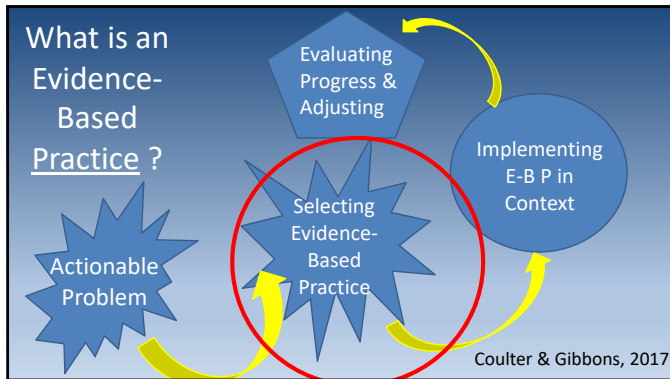 What is an
Evidence-
Based
Practice ?
Evaluating
Progress &
Adjusting
Implementing
E-B P in
Context
Selecting
Evidence-
Based
Practice
Actionable
Problem
Coulter & Gibbons, 2017